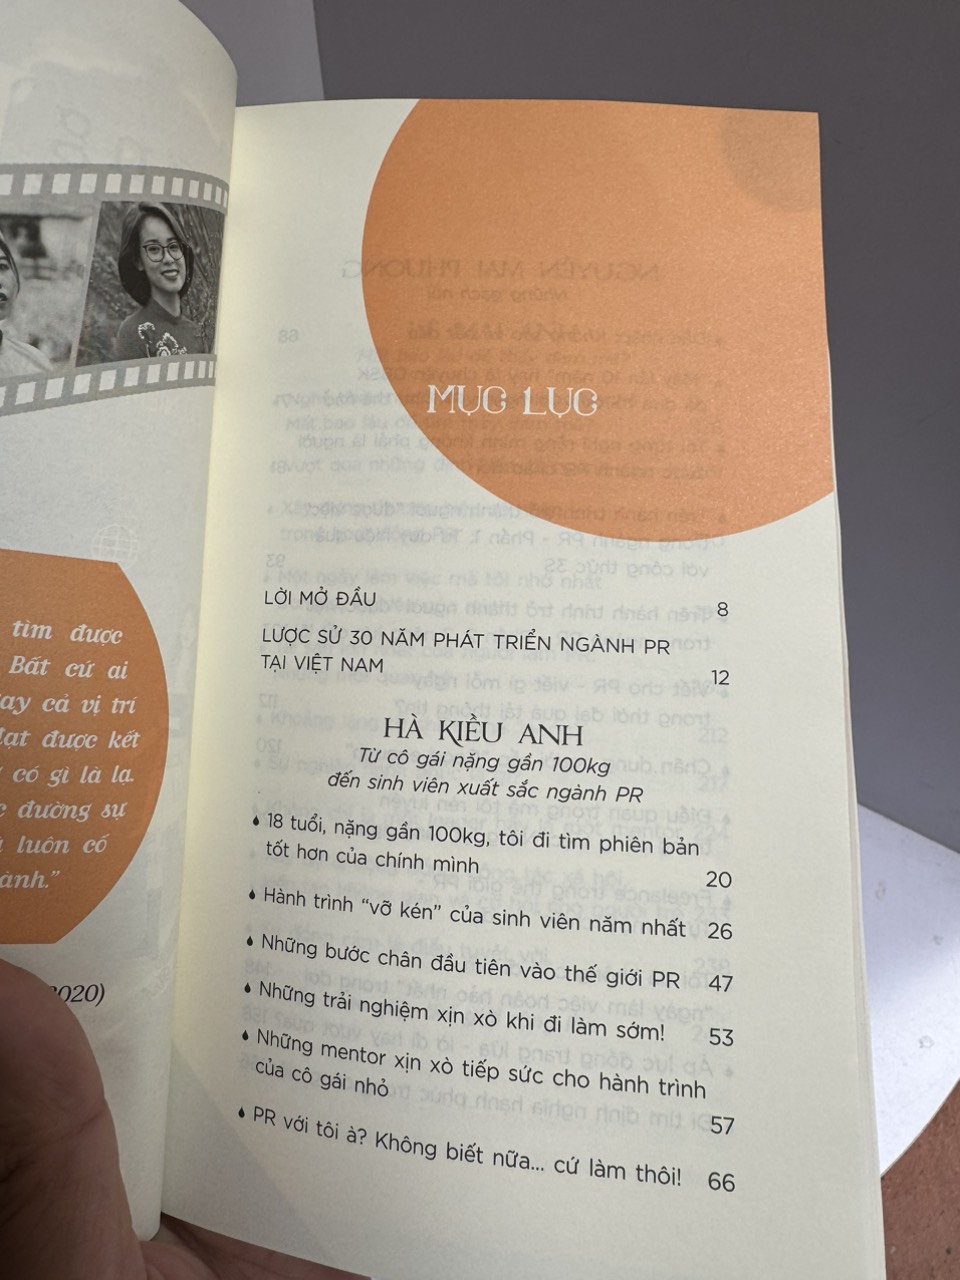 tìm được
Bất cứ ai
ay cả vị trí
đạt được kết
có gì là lạ.
đường sự
luôn cố
ành."
2020)
MỤC LỤC
LỜI MỞ ĐẦU 8
LƯỢC SỬ 30 NĂM PHÁT TRIỂN NGÀNH PR
TẠI VIỆT NAM 12
HÀ KIỀU ANH
Từ cô gái nặng gần 100kg
đến sinh viên xuất sắc ngành PR
18 tuổi, nặng gần 100kg, tôi đi tìm phiên bản
tốt hơn của chính mình 20
Hành trình “vỡ kén” của sinh viên năm nhất 26
Những bước chân đầu tiên vào thế giới PR 47
Những trải nghiệm xịn xò khi đi làm sớm! 53
Những mentor xịn xò tiếp sức cho hành trình
của cô gái nhỏ 57
PR với tôi à? Không biết nữa... cứ làm thôi! 66